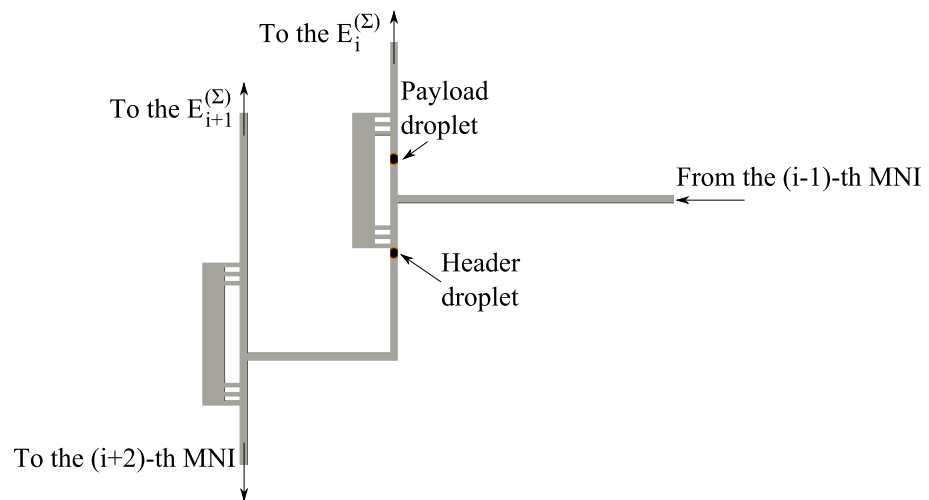 To the E_i^(Σ)
To the E_{i+1}^(Σ)
Payload
droplet
From the (i-1)-th MNI
Header
droplet
To the (i+2)-th MNI